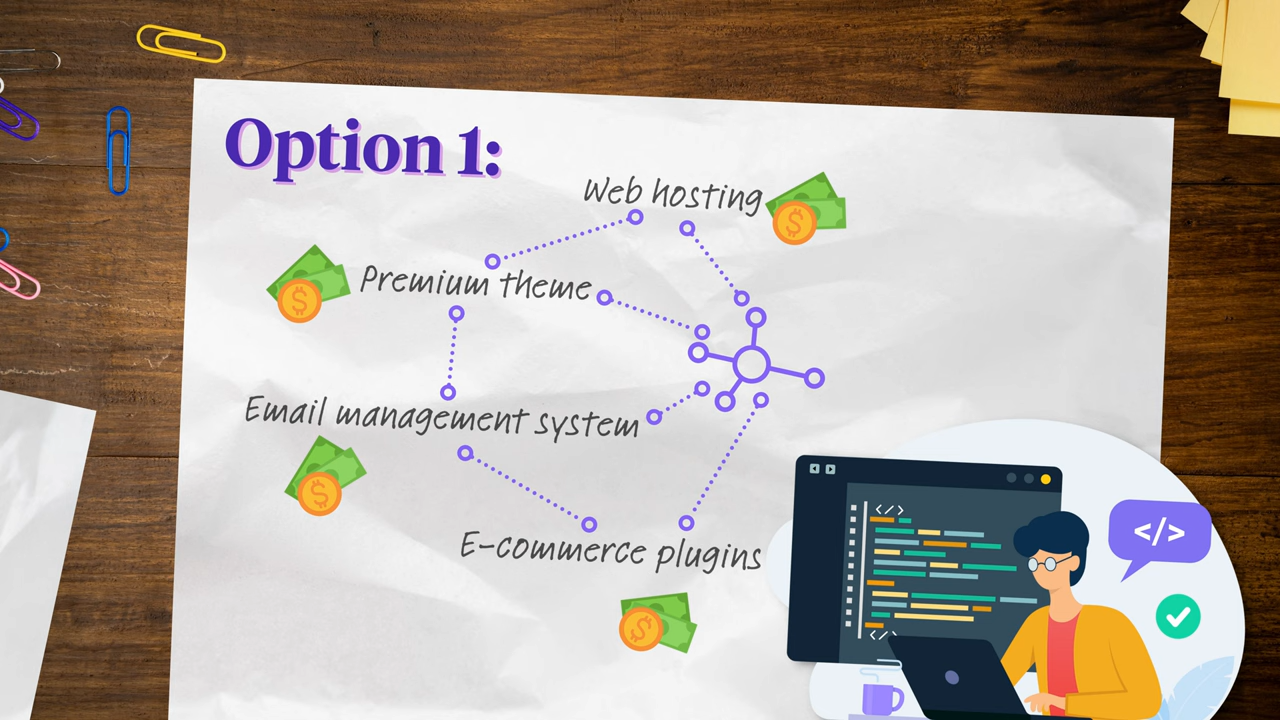 Option 1:
Web hosting
Premium theme
Email management system
E-commerce plugins
</>
</>
</>